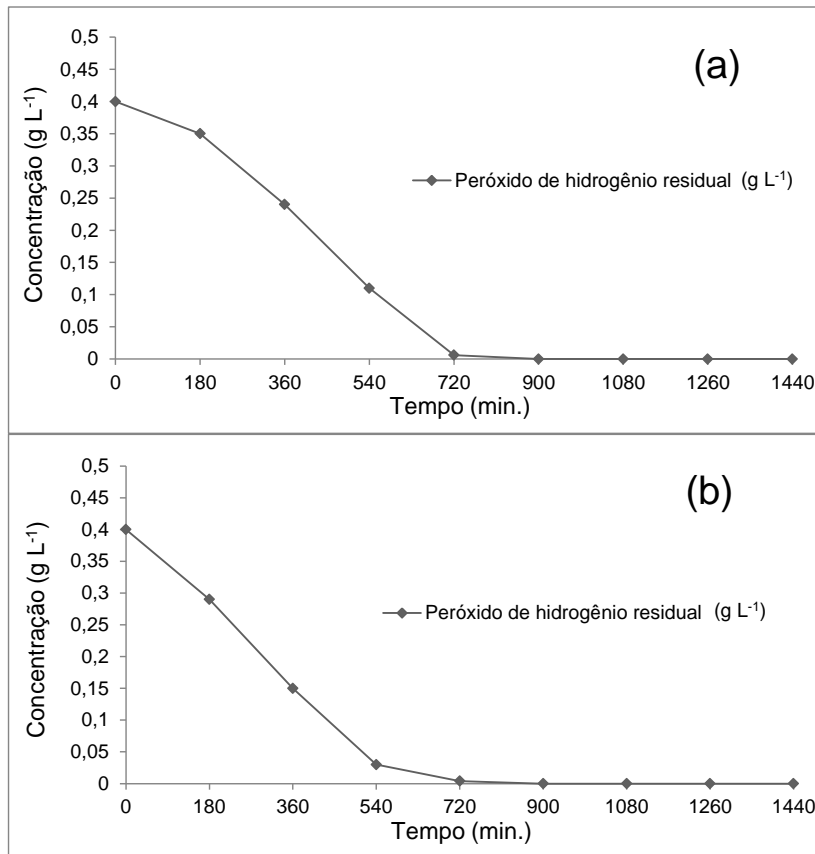 (a)
Concentração (g L-1)
0,5
0,45
0,4
0,35
0,3
0,25
0,2
0,15
0,1
0,05
0
Peróxido de hidrogênio residual (g L-1)
0 180 360 540 720 900 1080 1260 1440
Tempo (min.)
(b)
Concentração (g L-1)
0,5
0,45
0,4
0,35
0,3
0,25
0,2
0,15
0,1
0,05
0
Peróxido de hidrogênio residual (g L-1)
0 180 360 540 720 900 1080 1260 1440
Tempo (min.)